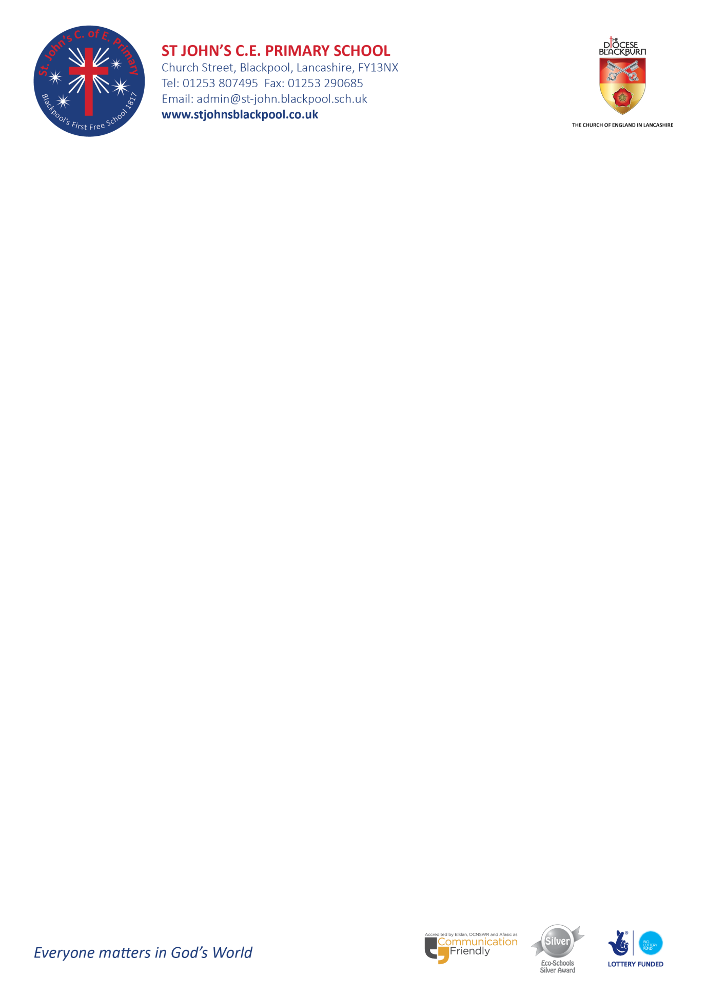 St. John's C. of E. Primary
Blackpool's First Free School 1817
ST JOHN'S C.E. PRIMARY SCHOOL
Church Street, Blackpool, Lancashire, FY13NX
Tel: 01253 807495  Fax: 01253 290685
Email: admin@st-john.blackpool.sch.uk
www.stjohnsblackpool.co.uk
THE
DIOCESE
OF
BLACKBURN
THE CHURCH OF ENGLAND IN LANCASHIRE
Everyone matters in God's World
Accredited by Elklan, OCNSWR and Afasic as
Communication
Friendly
Silver
Eco-Schools
Silver Award
®
BIG
LOTTERY
FUND
LOTTERY FUNDED